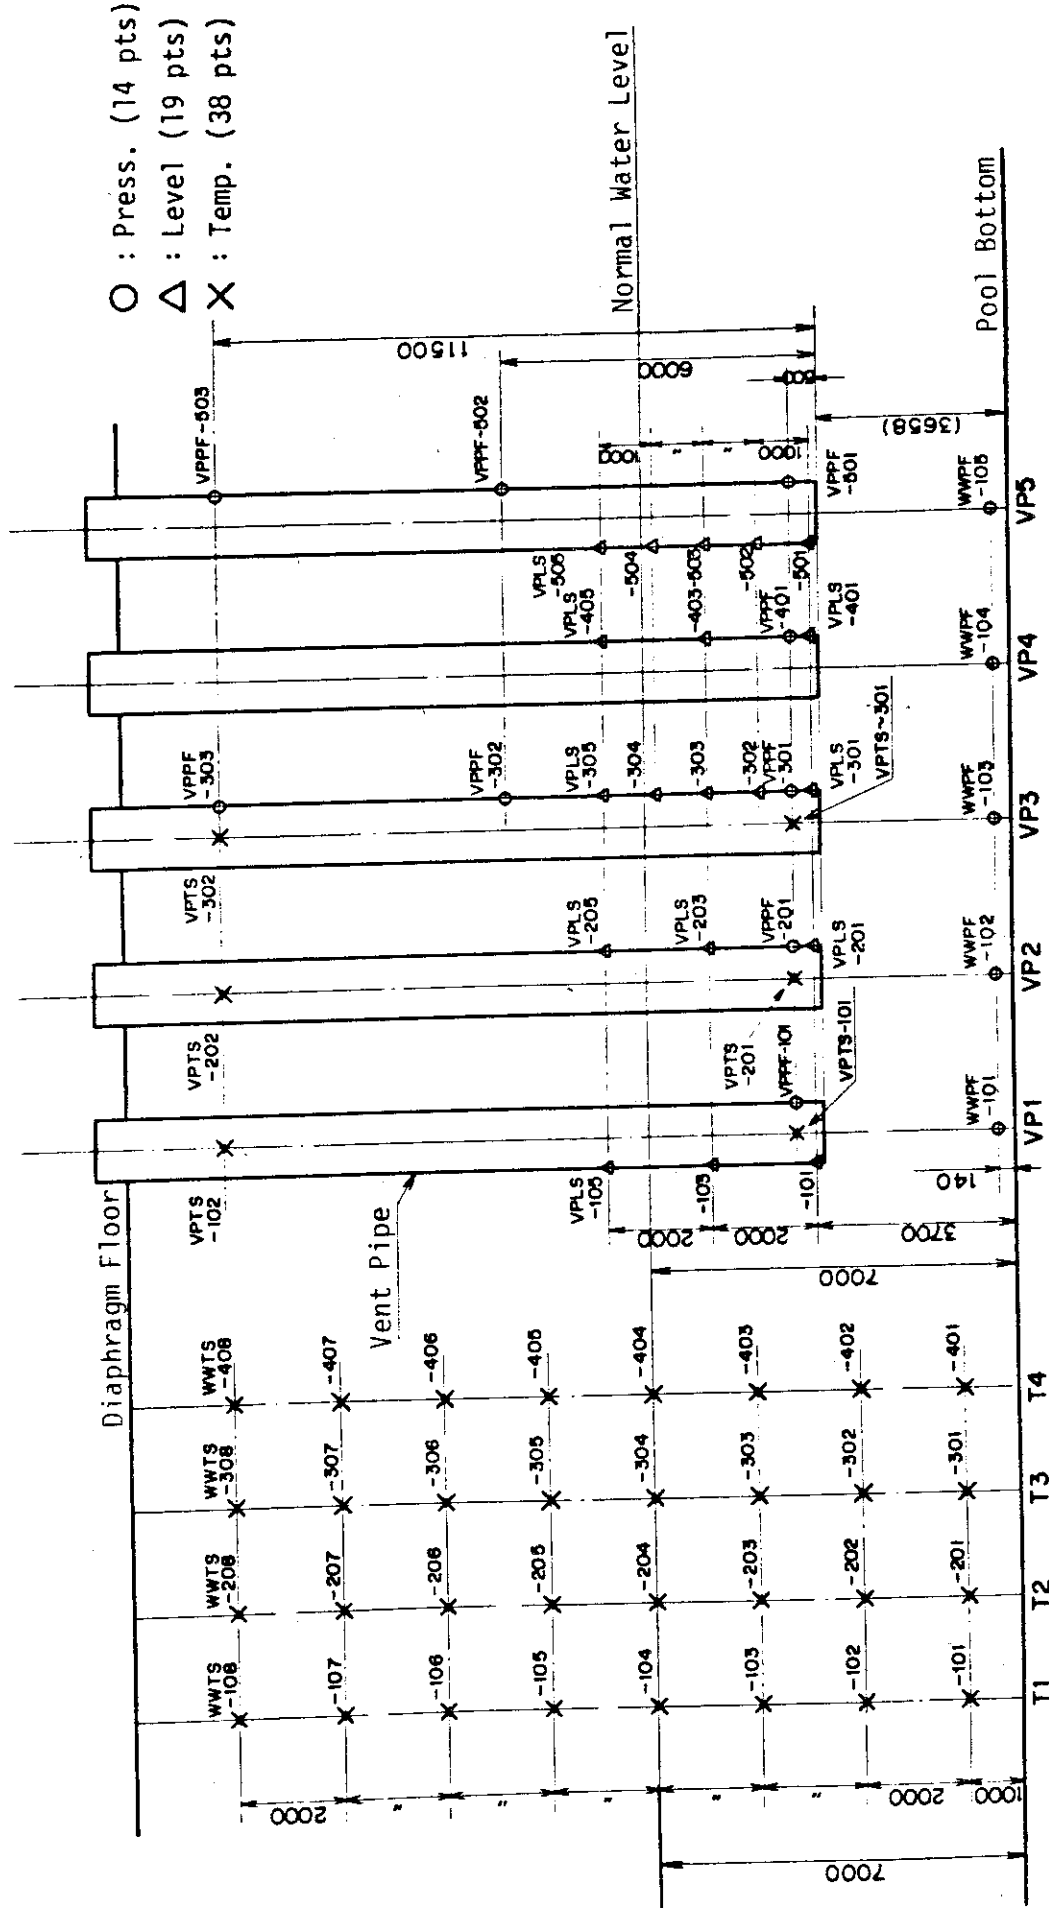 ○ : Press. (14 pts)
△ : Level (19 pts)
X : Temp. (38 pts)
Diaphragm Floor
Normal Water Level
Pool Bottom
Vent Pipe
WWTS
-108
-107
-106
-105
-104
-103
-102
-101
T1
WWTS
-208
-207
-206
-205
-204
-203
-202
-201
T2
WWTS
-308
-307
-306
-305
-304
-303
-302
-301
T3
WWTS
-408
-407
-406
-405
-404
-403
-402
-401
T4
2000
"
"
"
"
"
2000
1000
7000
7000
VPTS
-102
VPLS
-105
-103
-101
2000
2000
3700
140
VPPF-101
VPTS-101
WWPF
-101
VP1
VPTS
-202
VPLS
-205
VPLS
-203
VPTS
-201
VPPF
-201
VPLS
-201
WWPF
-102
VP2
VPTS
-302
VPPF
-303
VPPF
-302
VPLS
-305
-304
-303
-302
VPPF
-301
VPLS
-301
VPTS~301
WWPF
-103
VP3
VPLS
-405
-403
VPPF
-401
VPLS
-401
WWPF
-104
VP4
VPPF-503
VPPF-502
VPLS
-505
-504
-503
-502
-501
VPPF
-501
WWPF
-105
VP5
1000
"
"
1000
500
6000
11500
(3658)